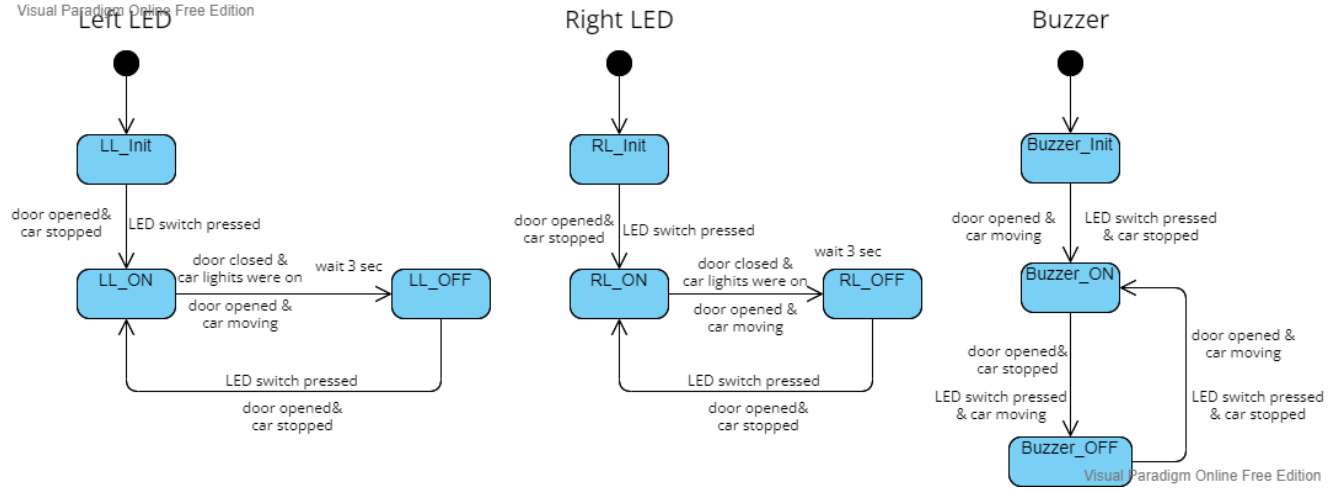 Visual Paradigm Online Free Edition
Left LED
Right LED
Buzzer
LL_Init
RL_Init
Buzzer_Init
door opened&
car stopped
LED switch pressed
door opened&
car stopped
LED switch pressed
door opened &
car moving
LED switch pressed
& car stopped
LL_ON
door closed &
car lighits were on
door opened &
car moving
wait 3 sec
LL_OFF
LED switch pressed
door opened&
car stopped
RL_ON
door closed &
car lighits were on
door opened &
car moving
wait 3 sec
RL_OFF
LED switch pressed
door opened&
car stopped
Buzzer_ON
door opened&
car stopped
LED switch pressed
& car moving
door opened &
car moving
LED switch pressed
& car stopped
Buzzer_OFF
Visual Paradigm Online Free Edition